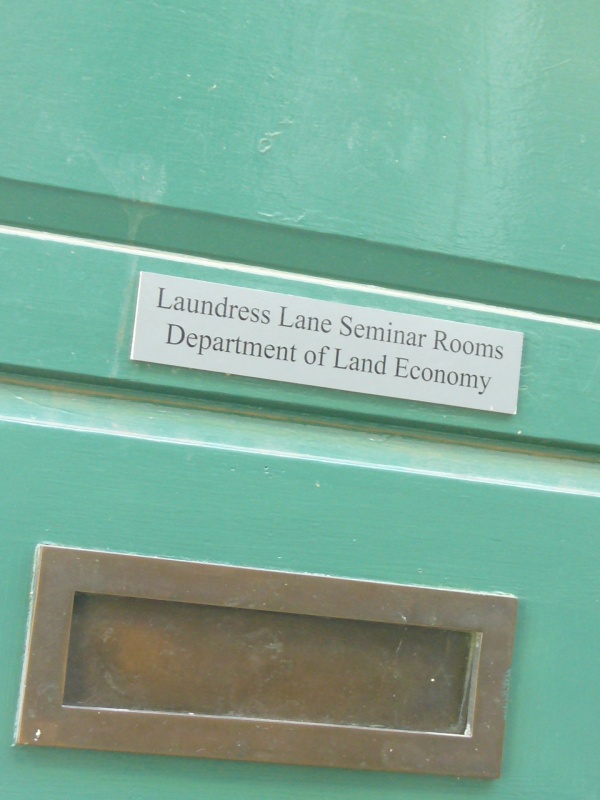 Laundress Lane Seminar Rooms
Department of Land Economy